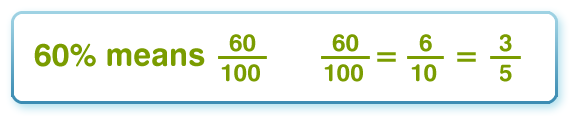 60% means 60/100   60/100 = 6/10 = 3/5